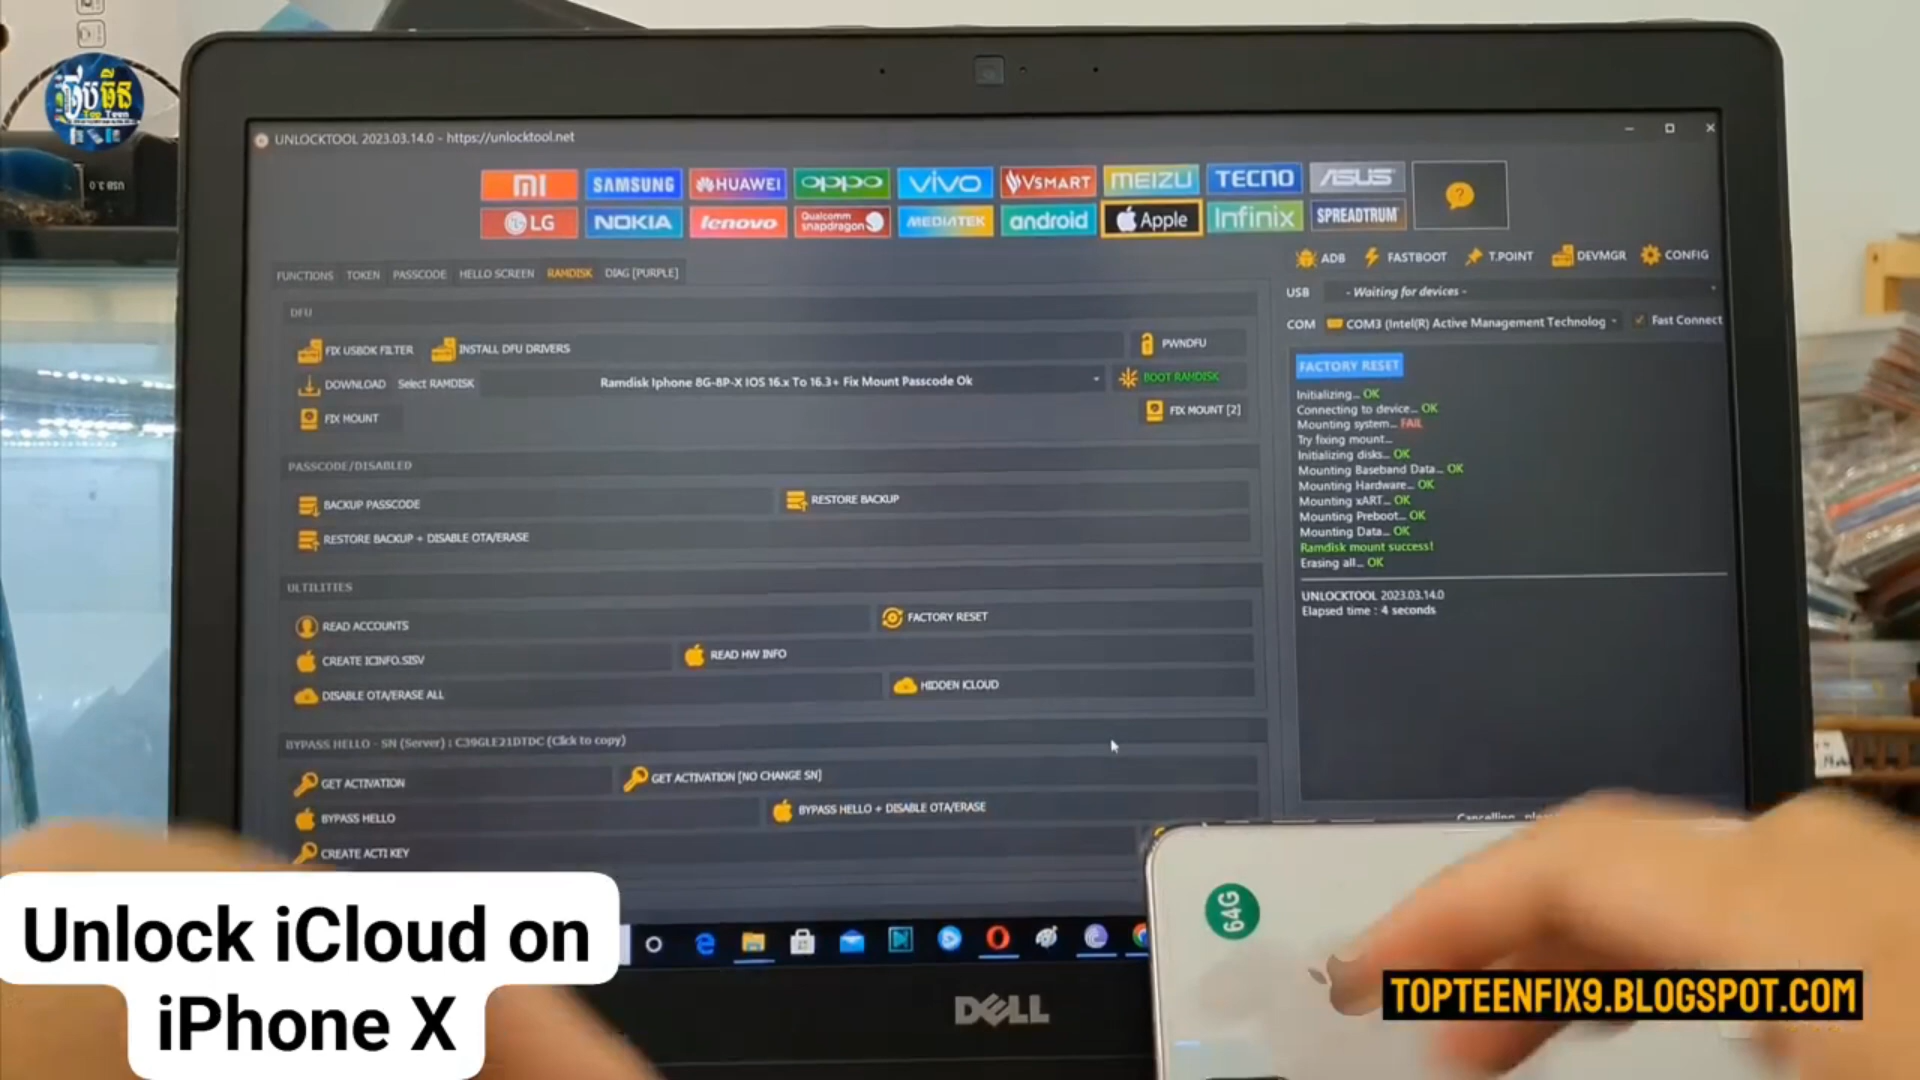 ថីបធីន
Top Teen
USB 3.0
UNLOCKTOOL 2023.03.14.0 - https://unlocktool.net
MI
SAMSUNG
HUAWEI
oppo
vivo
VSMART
MEIZU
TECNO
ASUS
?
LG
NOKIA
lenovo
Qualcomm
snapdragon
MEDIATEK
android
Apple
Infinix
SPREADTRUM
ADB
FASTBOOT
T.POINT
DEVMGR
CONFIG
FUNCTIONS
TOKEN
PASSCODE
HELLO SCREEN
RAMDISK
DIAG [PURPLE]
USB
- Waiting for devices -
COM
COM3 (Intel(R) Active Management Technolog
Fast Connect
DFU
FIX USBDK FILTER
INSTALL DFU DRIVERS
PWNDFU
DOWNLOAD
Select RAMDISK
Ramdisk Iphone 8G-8P-X IOS 16.x To 16.3+ Fix Mount Passcode Ok
BOOT RAMDISK
FIX MOUNT
FIX MOUNT [2]
PASSCODE/DISABLED
BACKUP PASSCODE
RESTORE BACKUP
RESTORE BACKUP + DISABLE OTA/ERASE
ULTILITIES
READ ACCOUNTS
FACTORY RESET
CREATE ICINFO.SISV
READ HW INFO
DISABLE OTA/ERASE ALL
HIDDEN ICLOUD
BYPASS HELLO - SN (Server) : C39GLE21DTDC (Click to copy)
GET ACTIVATION
GET ACTIVATION [NO CHANGE SN]
BYPASS HELLO
BYPASS HELLO + DISABLE OTA/ERASE
CREATE ACTI KEY
FACTORY RESET
Initializing... OK
Connecting to device... OK
Mounting system... FAIL
Try fixing mount...
Initializing disks... OK
Mounting Baseband Data... OK
Mounting Hardware... OK
Mounting xART... OK
Mounting Preboot... OK
Mounting Data... OK
Ramdisk mount success!
Erasing all... OK
UNLOCKTOOL 2023.03.14.0
Elapsed time : 4 seconds
64G
DELL
Unlock iCloud on
iPhone X
TOPTEENFIX9.BLOGSPOT.COM